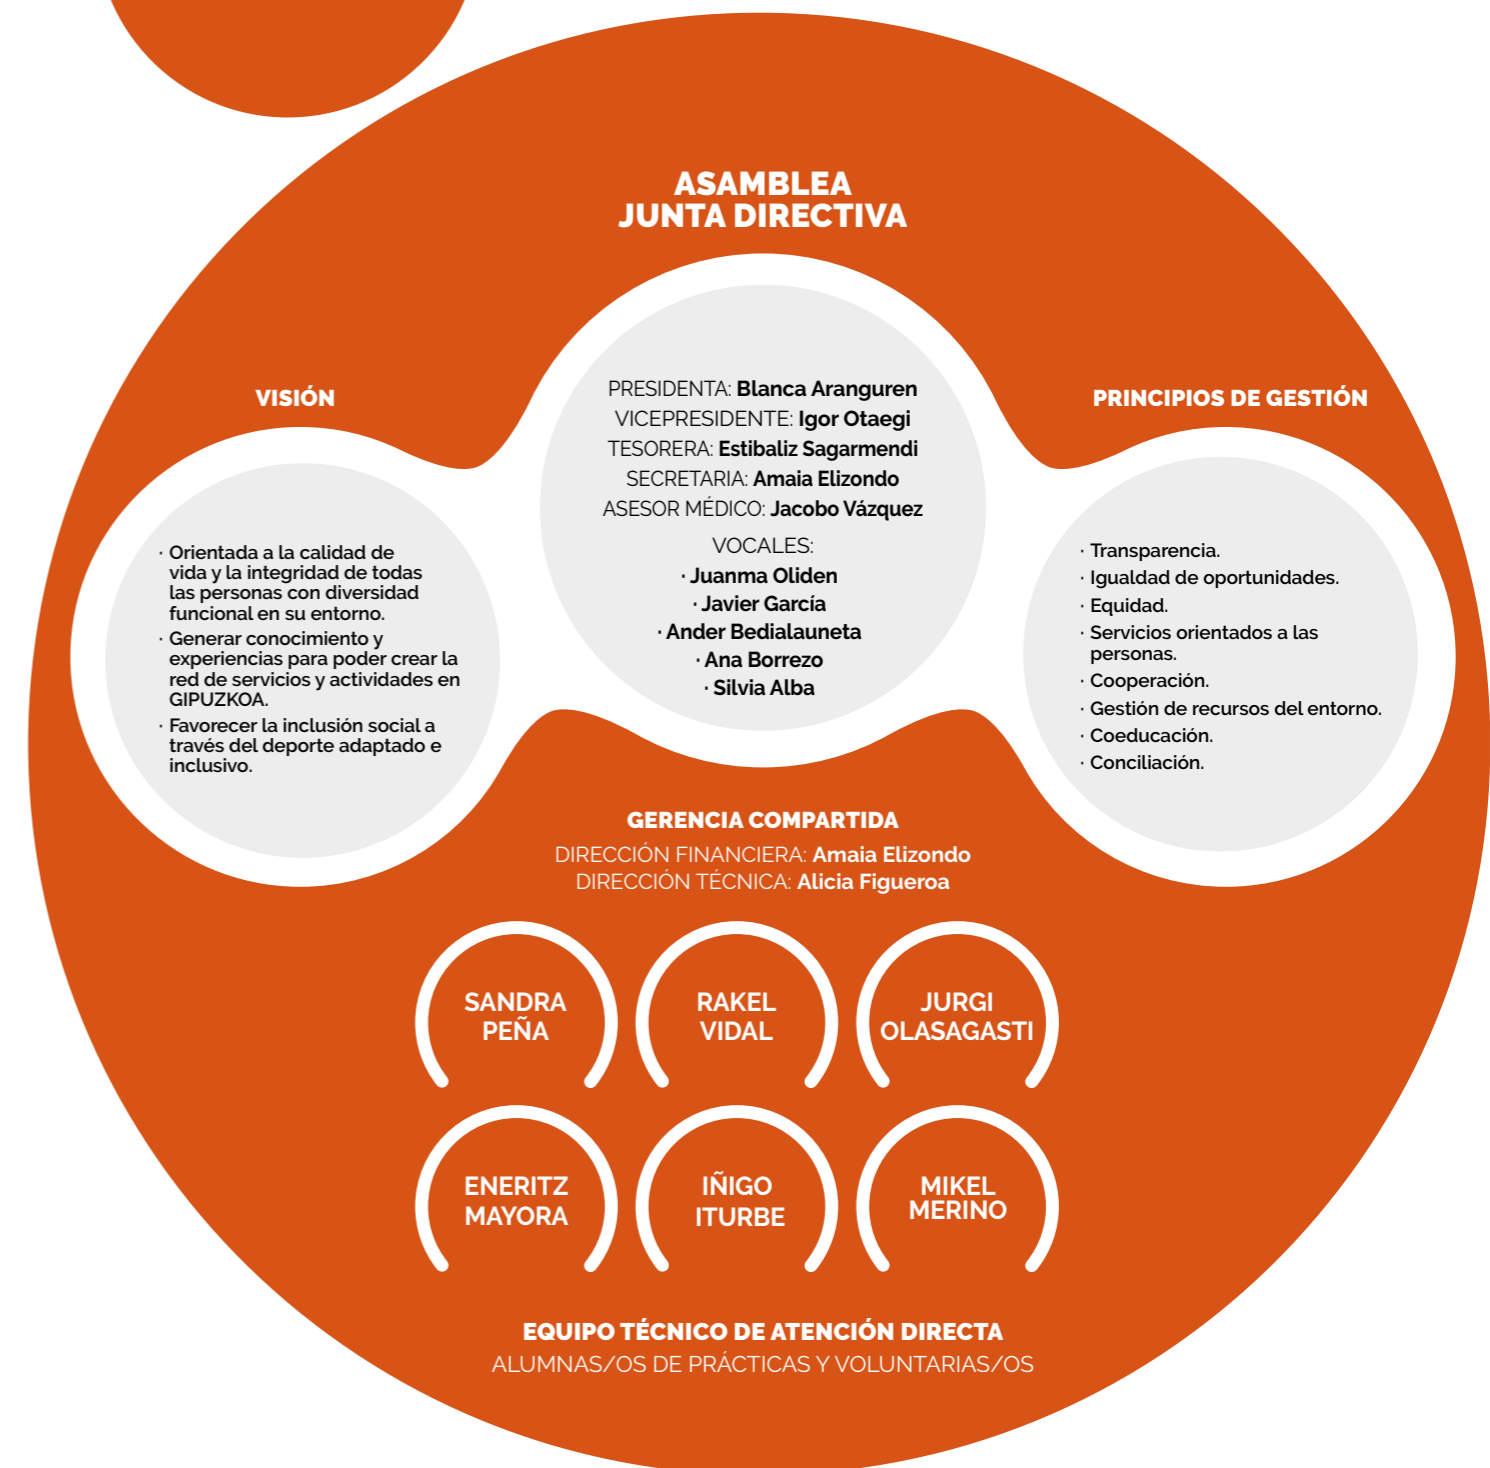 ASAMBLEA
JUNTA DIRECTIVA
VISIÓN
· Orientada a la calidad de
vida y la integridad de todas
las personas con diversidad
funcional en su entorno.
· Generar conocimiento y
experiencias para poder crear la
red de servicios y actividades en
GIPUZKOA.
· Favorecer la inclusión social a
través del deporte adaptado e
inclusivo.
PRESIDENTA: Blanca Aranguren
VICEPRESIDENTE: Igor Otaegi
TESORERA: Estibaliz Sagarmendi
SECRETARIA: Amaia Elizondo
ASESOR MÉDICO: Jacobo Vázquez
VOCALES:
· Juanma Oliden
· Javier García
· Ander Bedialauneta
· Ana Borrezo
· Silvia Alba
PRINCIPIOS DE GESTIÓN
· Transparencia.
· Igualdad de oportunidades.
· Equidad.
· Servicios orientados a las
personas.
· Cooperación.
· Gestión de recursos del entorno.
· Coeducación.
· Conciliación.
GERENCIA COMPARTIDA
DIRECCIÓN FINANCIERA: Amaia Elizondo
DIRECCIÓN TÉCNICA: Alicia Figueroa
SANDRA
PEÑA
RAKEL
VIDAL
JURGI
OLASAGASTI
ENERITZ
MAYORA
IÑIGO
ITURBE
MIKEL
MERINO
EQUIPO TÉCNICO DE ATENCIÓN DIRECTA
ALUMNAS/OS DE PRÁCTICAS Y VOLUNTARIAS/OS